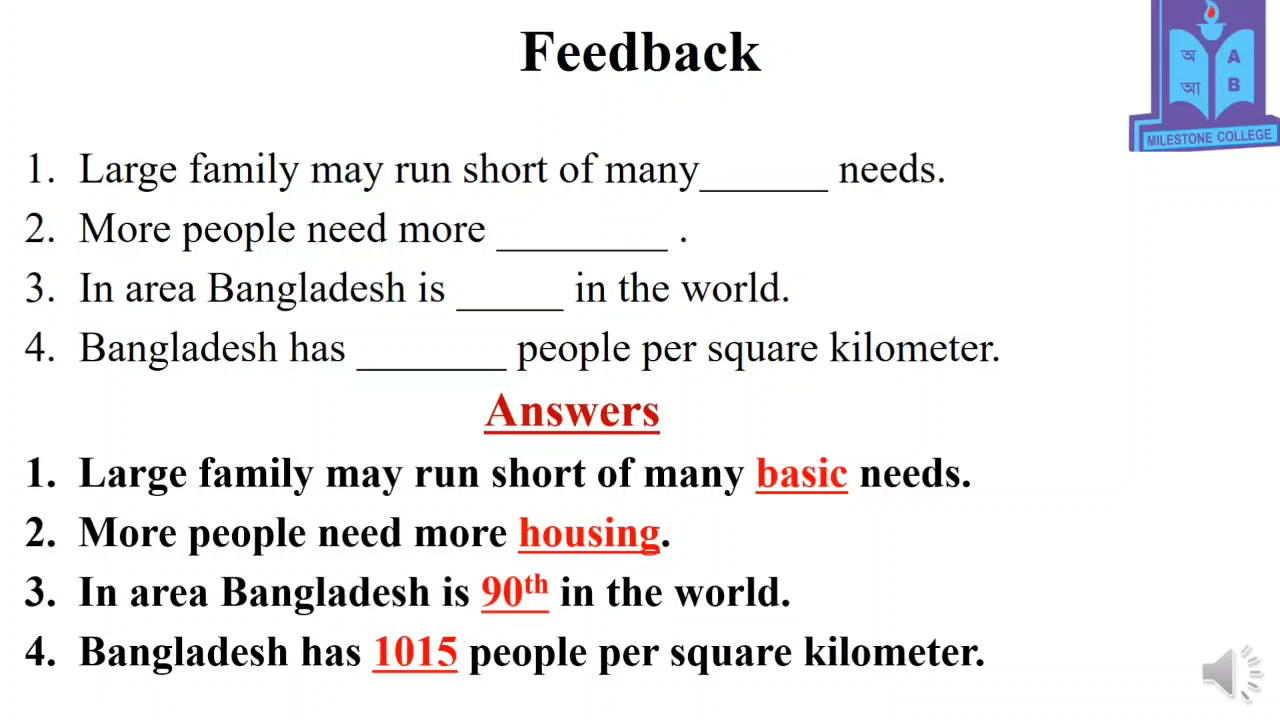 Feedback
অ A
আ B
MILESTONE COLLEGE
1. Large family may run short of many______ needs.
2. More people need more ________ .
3. In area Bangladesh is _____ in the world.
4. Bangladesh has _______ people per square kilometer.
Answers
1. Large family may run short of many basic needs.
2. More people need more housing.
3. In area Bangladesh is 90th in the world.
4. Bangladesh has 1015 people per square kilometer.